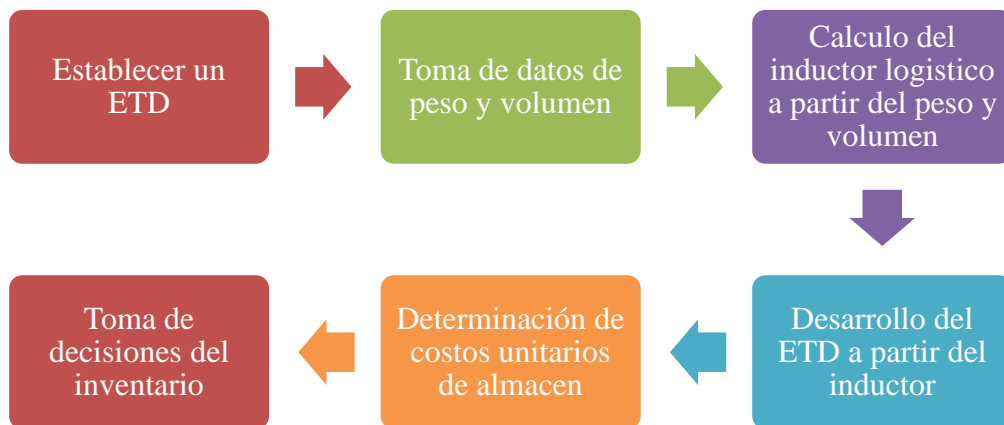 Establecer un
ETD
Toma de datos de
peso y volumen
Calculo del
inductor logistico
a partir del peso y
volumen
Desarrollo del
ETD a partir del
inductor
Determinación de
costos unitarios
de almacen
Toma de
decisiones del
inventario